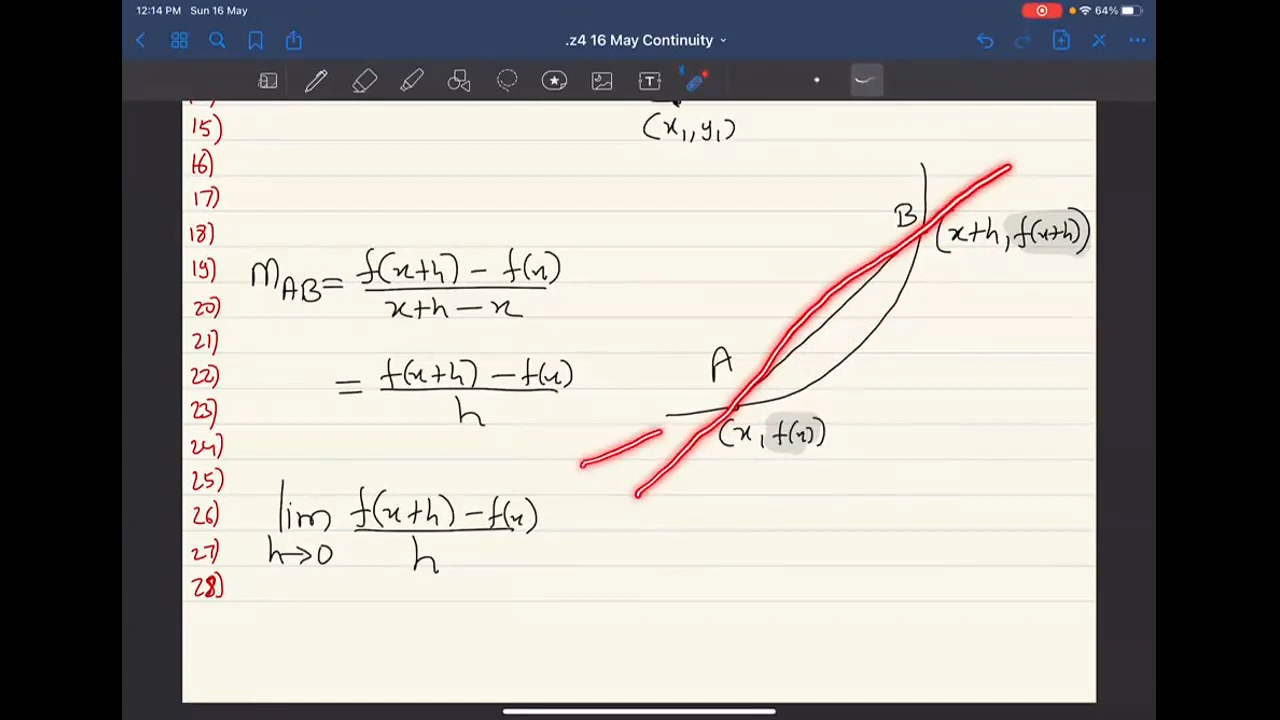 12:14 PM Sun 16 May 64%
.z4 16 May Continuity
15) (x₁, y₁)
16)
17)
18) B (x+h, f(x+h))
19) m_AB = f(x+h) − f(x)
20) x+h − x
21)
22) A = f(x+h) − f(x)
23) h
24) (x, f(x))
25)
26) lim f(x+h) − f(x)
27) h→0 h
28)